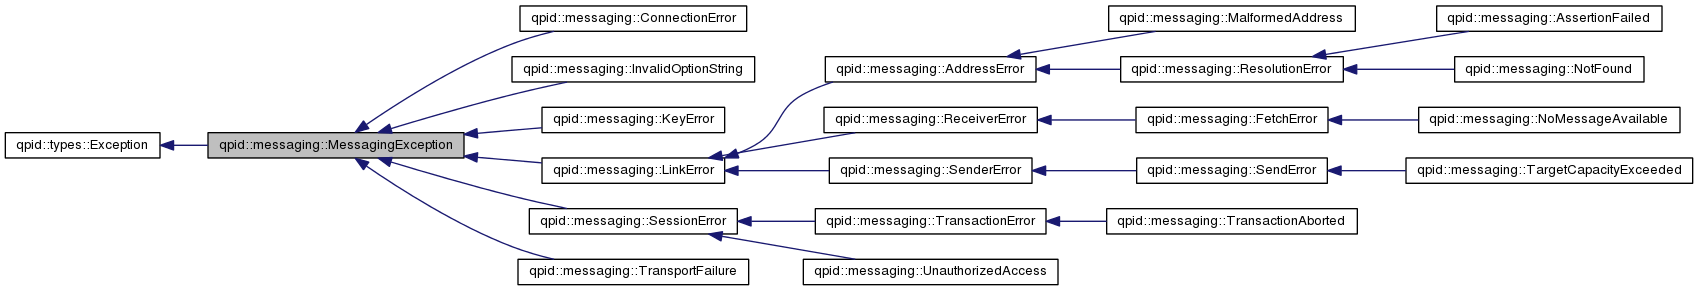 qpid::messaging::ConnectionError
qpid::messaging::MalformedAddress
qpid::messaging::AssertionFailed
qpid::messaging::InvalidOptionString
qpid::messaging::AddressError
qpid::messaging::ResolutionError
qpid::messaging::NotFound
qpid::messaging::KeyError
qpid::messaging::ReceiverError
qpid::messaging::FetchError
qpid::messaging::NoMessageAvailable
qpid::types::Exception
qpid::messaging::MessagingException
qpid::messaging::LinkError
qpid::messaging::SenderError
qpid::messaging::SendError
qpid::messaging::TargetCapacityExceeded
qpid::messaging::SessionError
qpid::messaging::TransactionError
qpid::messaging::TransactionAborted
qpid::messaging::TransportFailure
qpid::messaging::UnauthorizedAccess